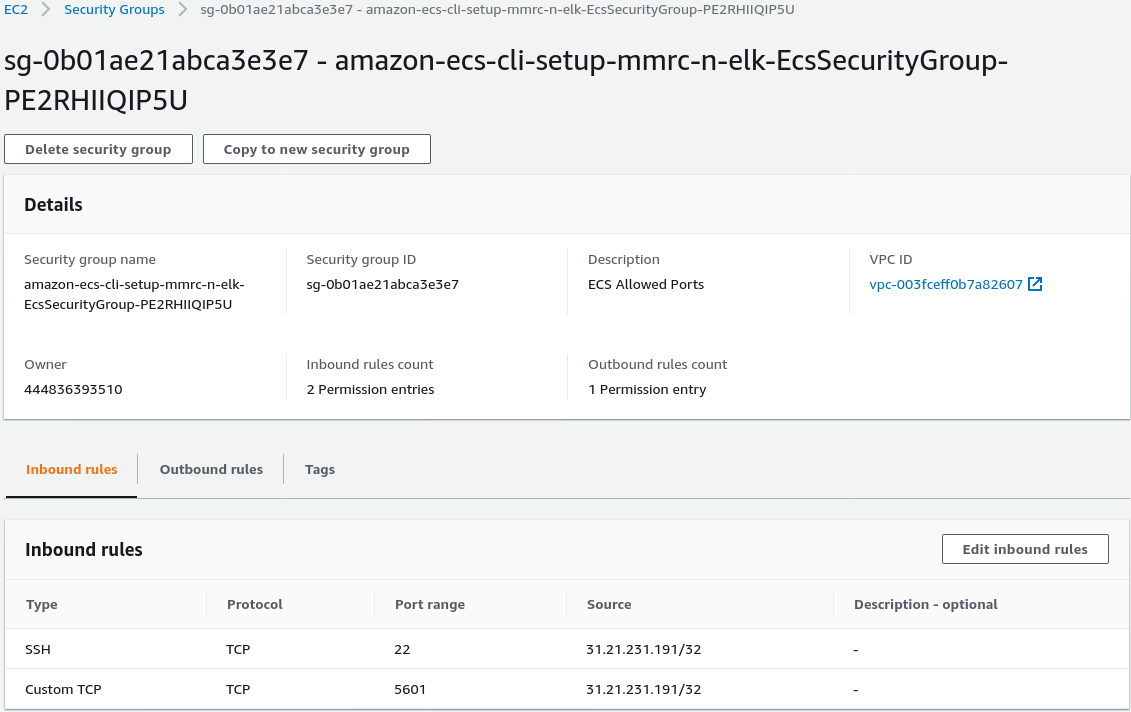 EC2 > Security Groups > sg-0b01ae21abca3e3e7 - amazon-ecs-cli-setup-mmrc-n-elk-EcsSecurityGroup-PE2RHIIQIP5U
sg-0b01ae21abca3e3e7 - amazon-ecs-cli-setup-mmrc-n-elk-EcsSecurityGroup-
PE2RHIIQIP5U
Delete security group Copy to new security group
Details
Security group name Security group ID Description VPC ID
amazon-ecs-cli-setup-mmrc-n-elk- sg-0b01ae21abca3e3e7 ECS Allowed Ports vpc-003fceff0b7a82607
EcsSecurityGroup-PE2RHIIQIP5U
Owner Inbound rules count Outbound rules count
444836393510 2 Permission entries 1 Permission entry
Inbound rules Outbound rules Tags
Inbound rules Edit inbound rules
Type Protocol Port range Source Description - optional
SSH TCP 22 31.21.231.191/32 -
Custom TCP TCP 5601 31.21.231.191/32 -